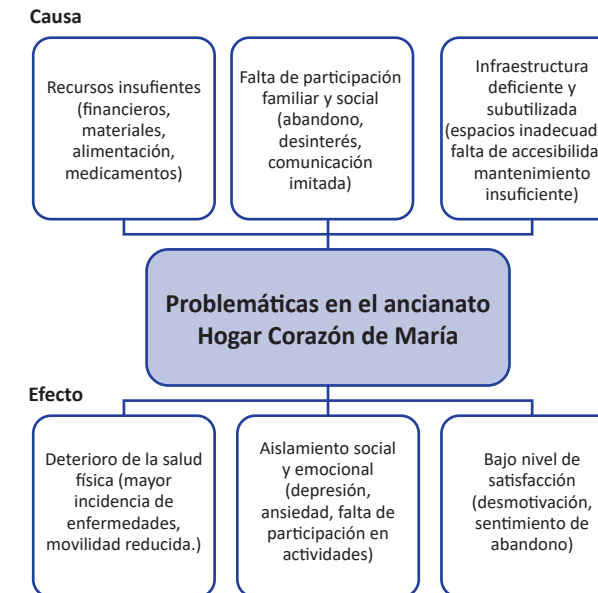 Causa
Recursos insufientes
(financieros,
materiales,
alimentación,
medicamentos)
Falta de participación
familiar y social
(abandono,
desinterés,
comunicación
imitada)
Infraestructura
deficiente y
subutilizada
(espacios inadecuad
falta de accesibilida
mantenimiento
insuficiente)
Problemáticas en el ancianato
Hogar Corazón de María
Efecto
Deterioro de la salud
física (mayor
incidencia de
enfermedades,
movilidad reducida.)
Aislamiento social
y emocional
(depresión,
ansiedad, falta de
participación en
actividades)
Bajo nivel de
satisfacción
(desmotivación,
sentimiento de
abandono)